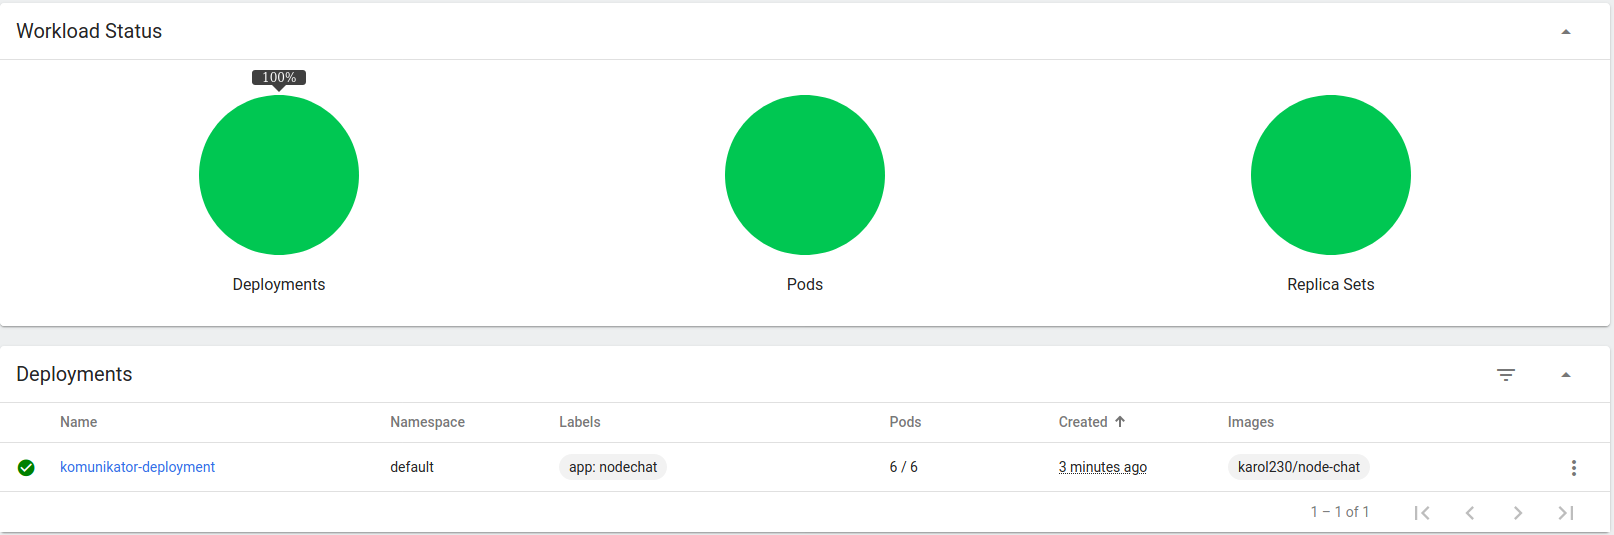 Workload Status
100%
Deployments Pods Replica Sets
Deployments
Name Namespace Labels Pods Created Images
komunikator-deployment default app: nodechat 6 / 6 3 minutes ago karol230/node-chat
1 – 1 of 1